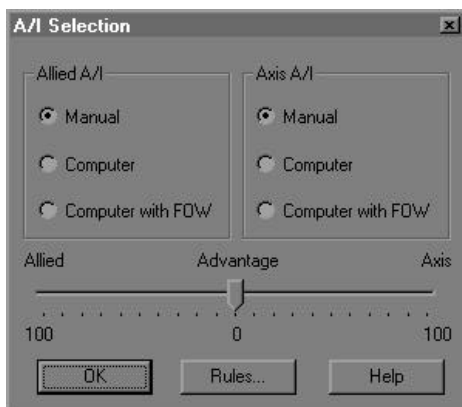 A/I Selection
Allied A/I
Axis A/I
Manual
Manual
Computer
Computer
Computer with FOW
Computer with FOW
Allied Advantage Axis
100 0 100
OK Rules... Help